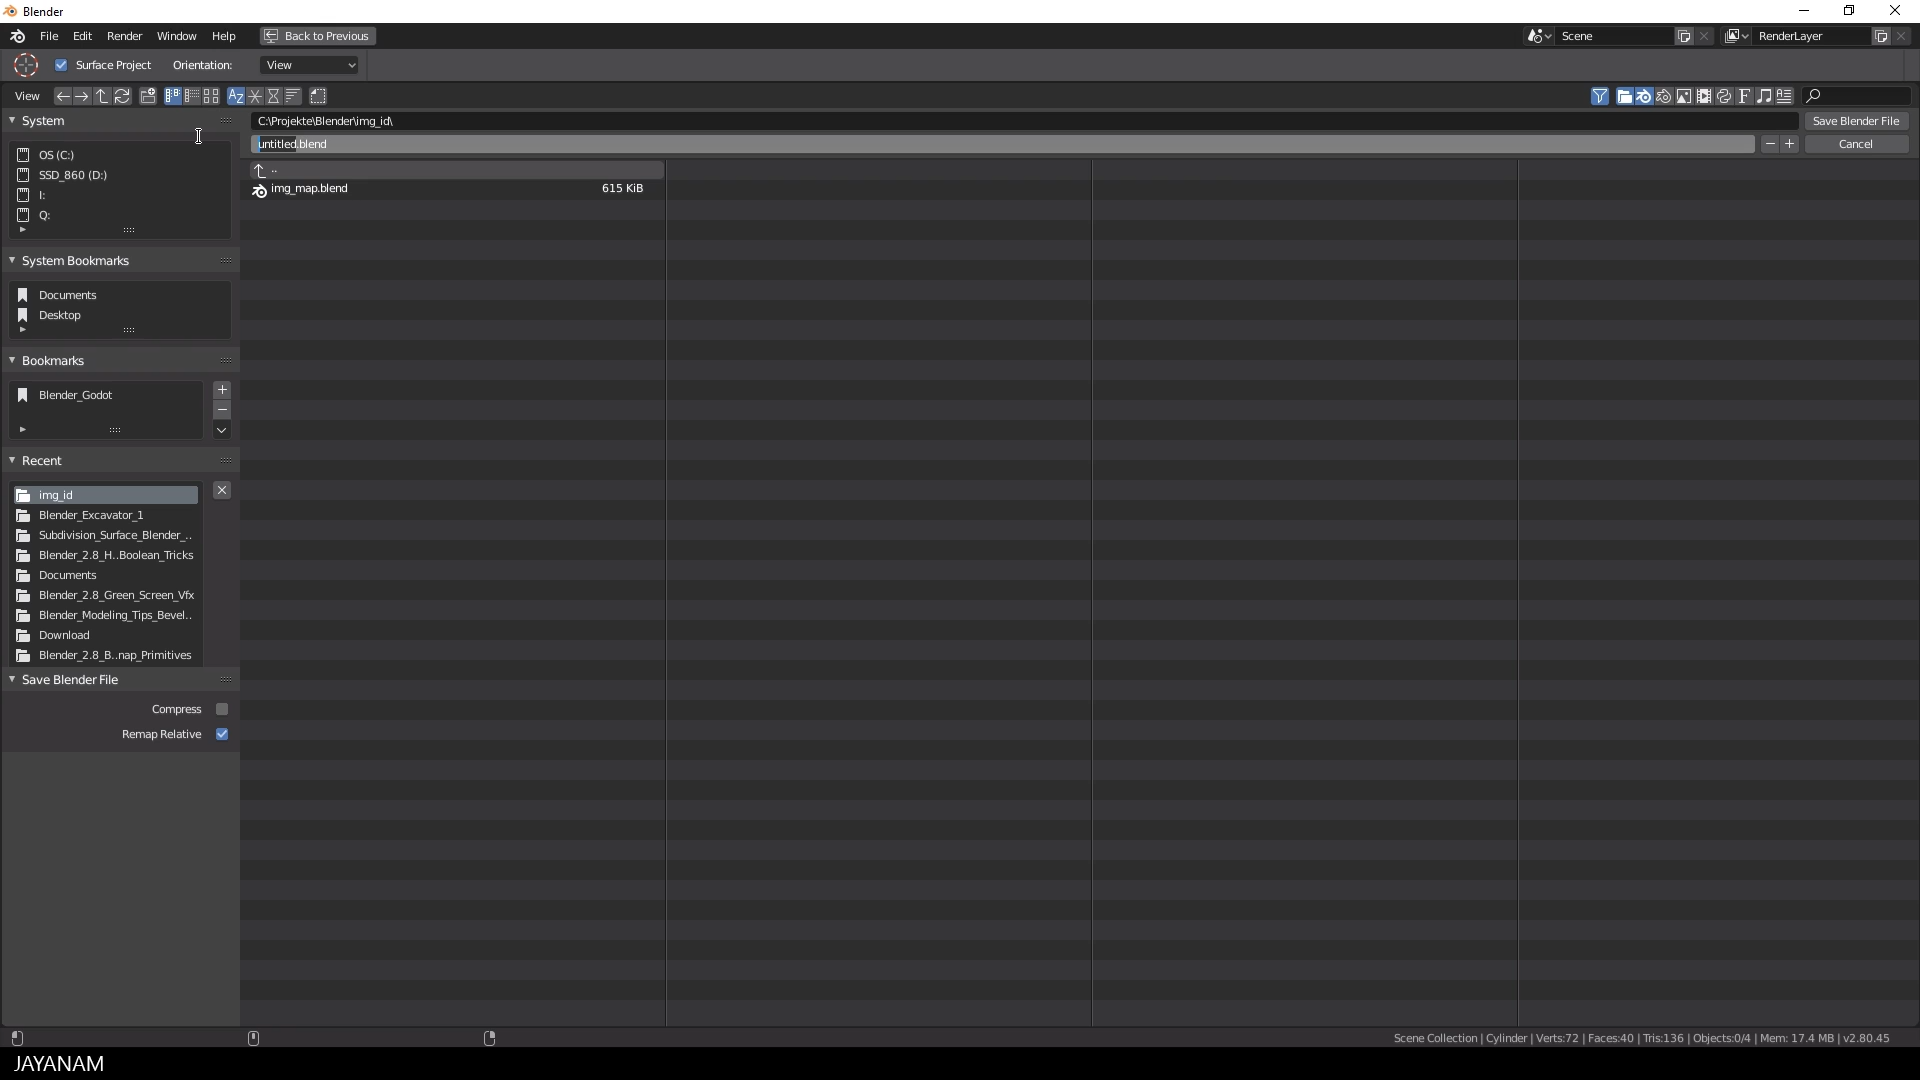 Blender
File Edit Render Window Help Back to Previous Scene RenderLayer
Surface Project Orientation: View
View
System
C:\Projekte\Blender\img_id\ Save Blender File
untitled.blend Cancel
OS (C:)
SSD_860 (D:)
I:
Q:
..
img_map.blend 615 KiB
System Bookmarks
Documents
Desktop
Bookmarks
Blender_Godot
Recent
img_id
Blender_Excavator_1
Subdivision_Surface_Blender_..
Blender_2.8_H..Boolean_Tricks
Documents
Blender_2.8_Green_Screen_Vfx
Blender_Modeling_Tips_Bevel..
Download
Blender_2.8_B..nap_Primitives
Save Blender File
Compress
Remap Relative
Scene Collection | Cylinder | Verts:72 | Faces:40 | Tris:136 | Objects:0/4 | Mem: 17.4 MB | v2.80.45
JAYANAM